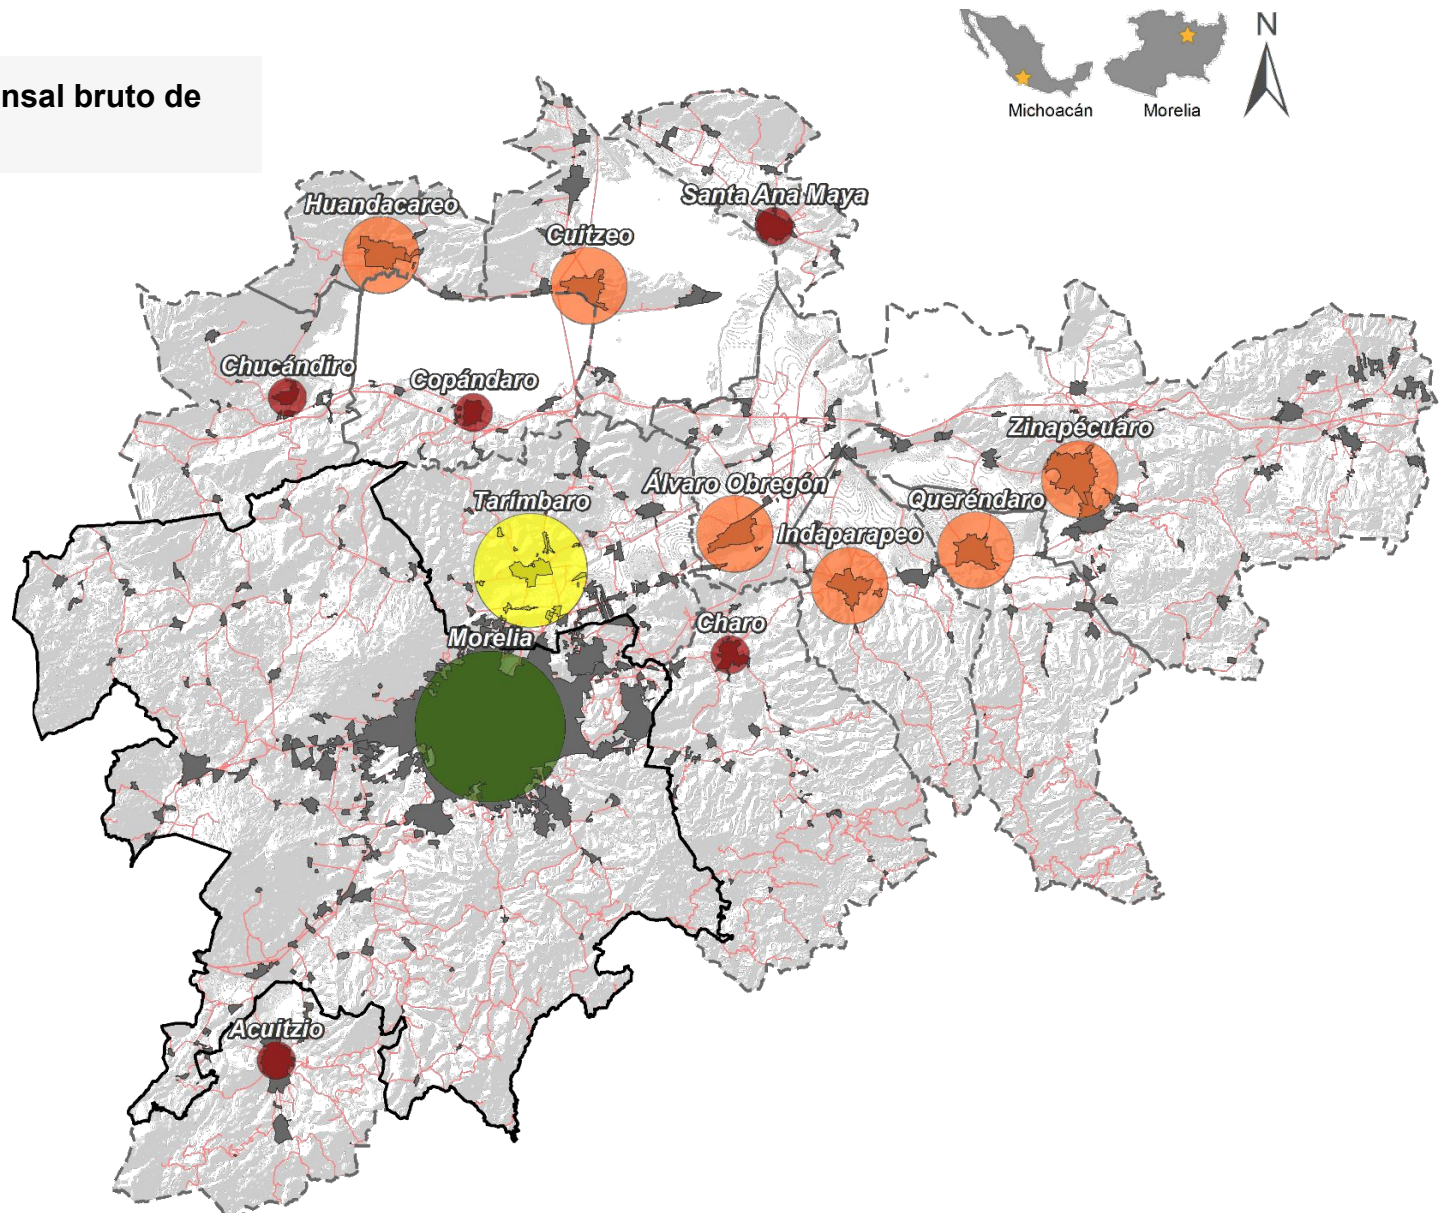 nsal bruto de
N
Michoacán
Morelia
Huandacareo
Santa Ana Maya
Cuitzeo
Chucándiro
Copándaro
Zinapécuaro
Tarímbaro
Álvaro Obregón
Queréndaro
Indaparapeo
Charo
Morelia
Acuitzio